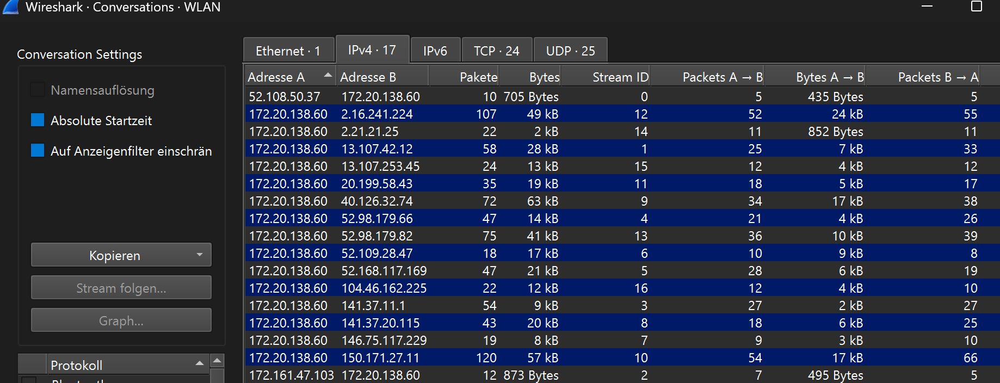 Wireshark · Conversations · WLAN
Conversation Settings
Namensauflösung
Absolute Startzeit
Auf Anzeigenfilter einschrän
Kopieren
Stream folgen...
Graph...
Protokoll
Ethernet · 1 IPv4 · 17 IPv6 TCP · 24 UDP · 25
Adresse A Adresse B Pakete Bytes Stream ID Packets A → B Bytes A → B Packets B → A
52.108.50.37 172.20.138.60 10 705 Bytes 0 5 435 Bytes 5
172.20.138.60 2.16.241.224 107 49 kB 12 52 24 kB 55
172.20.138.60 2.21.21.25 22 2 kB 14 11 852 Bytes 11
172.20.138.60 13.107.42.12 58 28 kB 1 25 7 kB 33
172.20.138.60 13.107.253.45 24 13 kB 15 12 4 kB 12
172.20.138.60 20.199.58.43 35 19 kB 11 18 5 kB 17
172.20.138.60 40.126.32.74 72 63 kB 9 34 17 kB 38
172.20.138.60 52.98.179.66 47 14 kB 4 21 4 kB 26
172.20.138.60 52.98.179.82 75 41 kB 13 36 10 kB 39
172.20.138.60 52.109.28.47 18 17 kB 6 10 9 kB 8
172.20.138.60 52.168.117.169 47 21 kB 5 28 6 kB 19
172.20.138.60 104.46.162.225 22 12 kB 16 12 4 kB 10
172.20.138.60 141.37.11.1 54 9 kB 3 27 2 kB 27
172.20.138.60 141.37.20.115 43 20 kB 8 18 6 kB 25
172.20.138.60 146.75.117.229 19 8 kB 7 9 3 kB 10
172.20.138.60 150.171.27.11 120 57 kB 10 54 17 kB 66
172.161.47.103 172.20.138.60 12 873 Bytes 2 7 495 Bytes 5